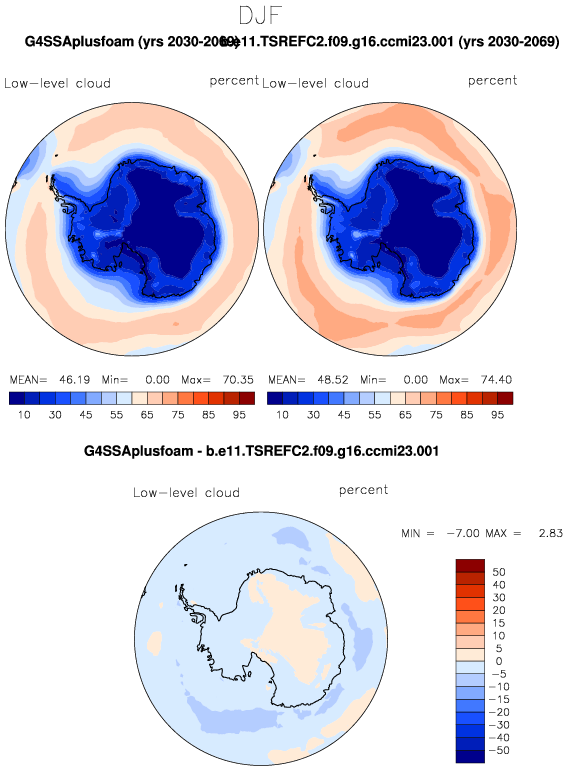 DJF
G4SSAplusfoam (yrs 2030-2069) b.e11.TSREFC2.f09.g16.ccmi23.001 (yrs 2030-2069)
Low-level cloud percent Low-level cloud percent
MEAN= 46.19 Min= 0.00 Max= 70.35 MEAN= 48.52 Min= 0.00 Max= 74.40
10 30 45 55 65 75 85 95 10 30 45 55 65 75 85 95
G4SSAplusfoam - b.e11.TSREFC2.f09.g16.ccmi23.001
Low-level cloud percent
MIN = -7.00 MAX = 2.83
50
40
30
20
15
10
5
0
-5
-10
-15
-20
-30
-40
-50